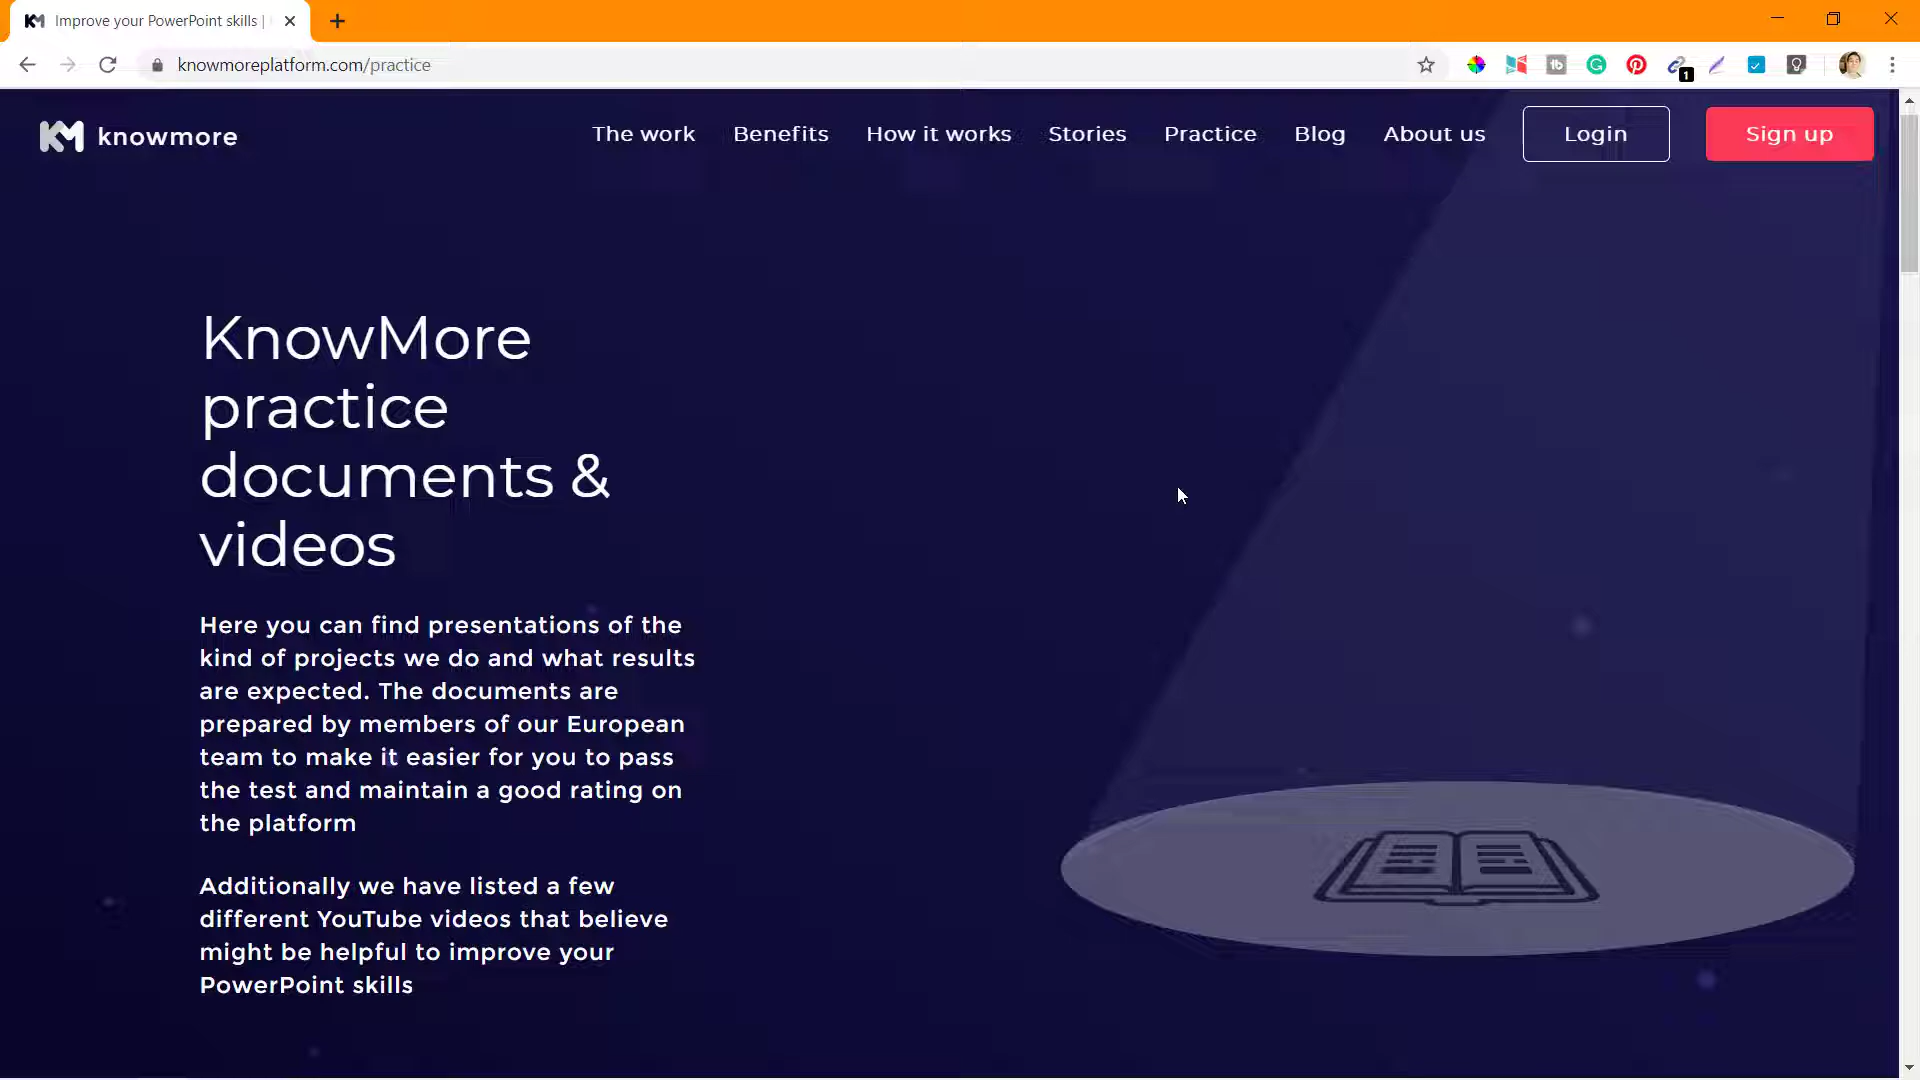 Improve your PowerPoint skills |
knowmoreplatform.com/practice
1
KM knowmore
The work Benefits How it works Stories Practice Blog About us Login Sign up
KnowMore
practice
documents &
videos
Here you can find presentations of the
kind of projects we do and what results
are expected. The documents are
prepared by members of our European
team to make it easier for you to pass
the test and maintain a good rating on
the platform
Additionally we have listed a few
different YouTube videos that believe
might be helpful to improve your
PowerPoint skills